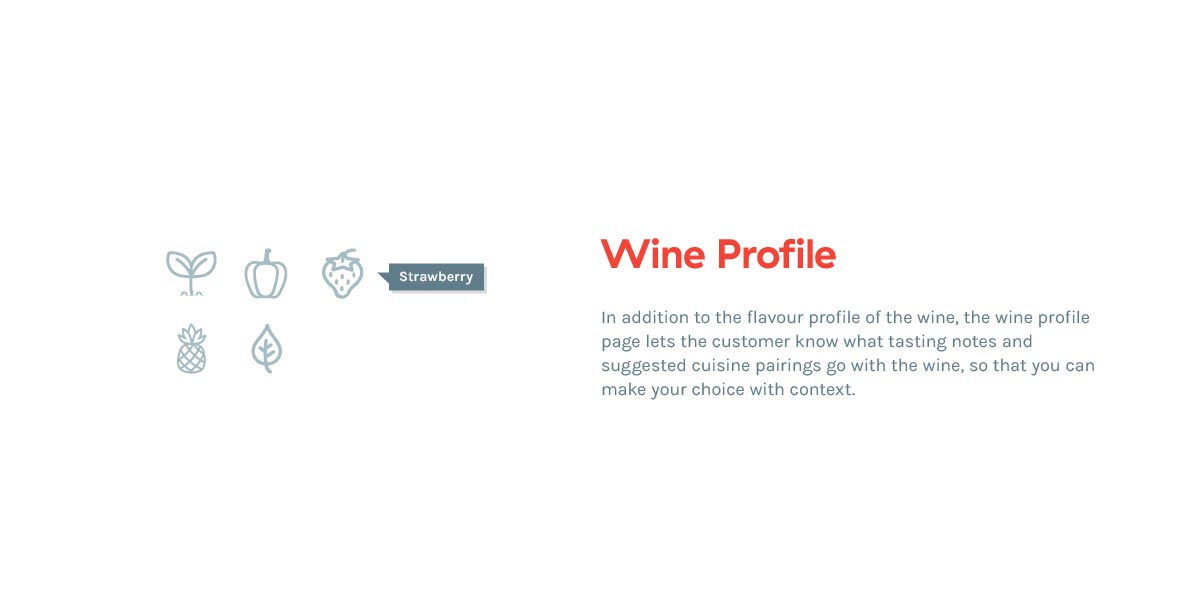 Strawberry
Wine Profile
In addition to the flavour profile of the wine, the wine profile
page lets the customer know what tasting notes and
suggested cuisine pairings go with the wine, so that you can
make your choice with context.